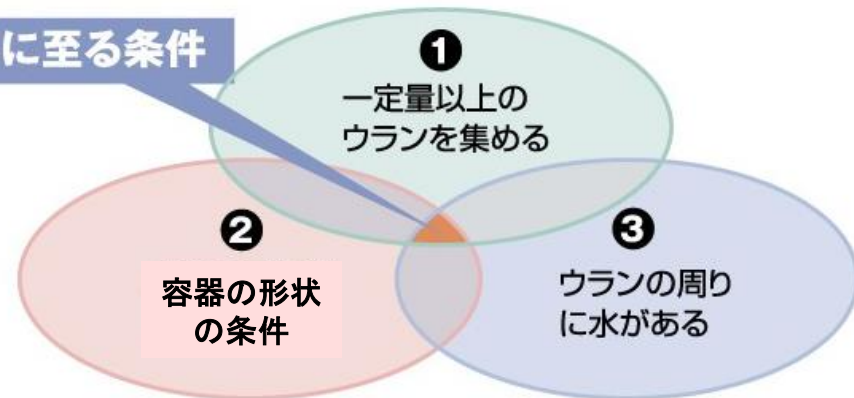 に至る条件
❶
一定量以上の
ウランを集める
❷
容器の形状
の条件
❸
ウランの周り
に水がある